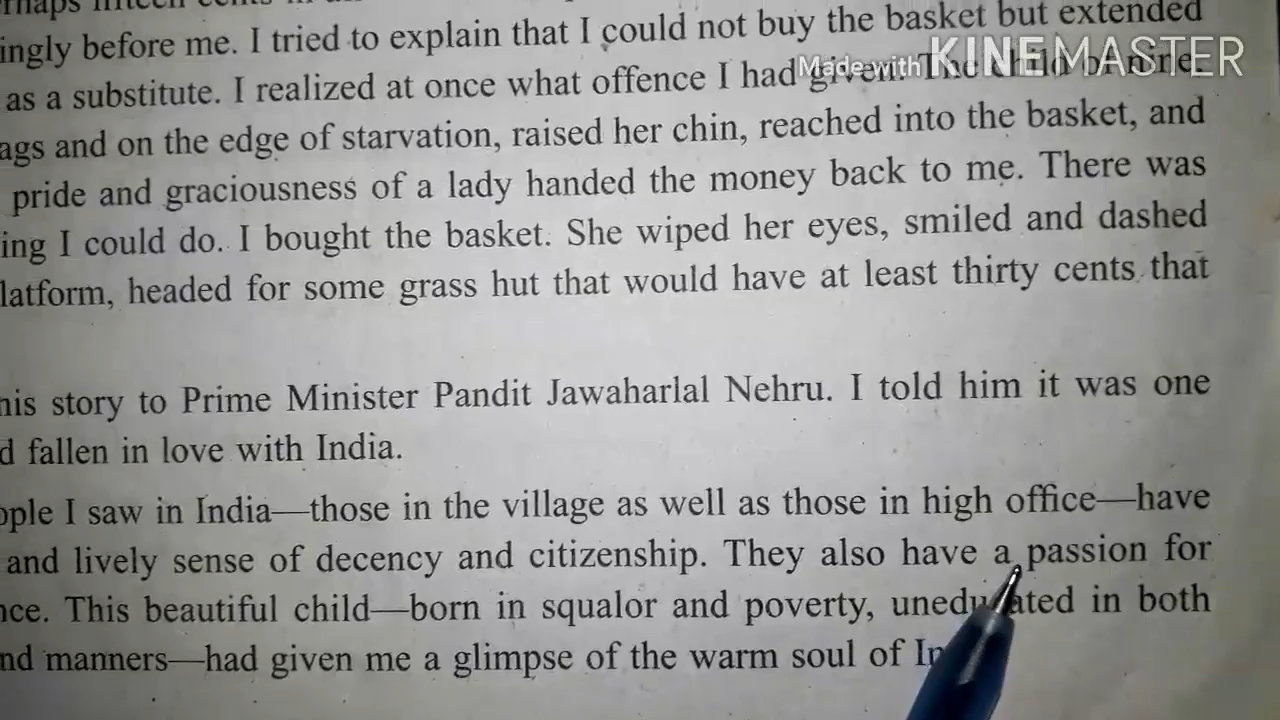 ingly before me. I tried to explain that I could not buy the basket but extended
Made with KINEMASTER
as a substitute. I realized at once what offence I had given. The child of nine,
ags and on the edge of starvation, raised her chin, reached into the basket, and
pride and graciousness of a lady handed the money back to me. There was
ing I could do. I bought the basket. She wiped her eyes, smiled and dashed
latform, headed for some grass hut that would have at least thirty cents that
his story to Prime Minister Pandit Jawaharlal Nehru. I told him it was one
d fallen in love with India.
ople I saw in India—those in the village as well as those in high office—have
and lively sense of decency and citizenship. They also have a passion for
nce. This beautiful child—born in squalor and poverty, uneducated in both
nd manners—had given me a glimpse of the warm soul of In